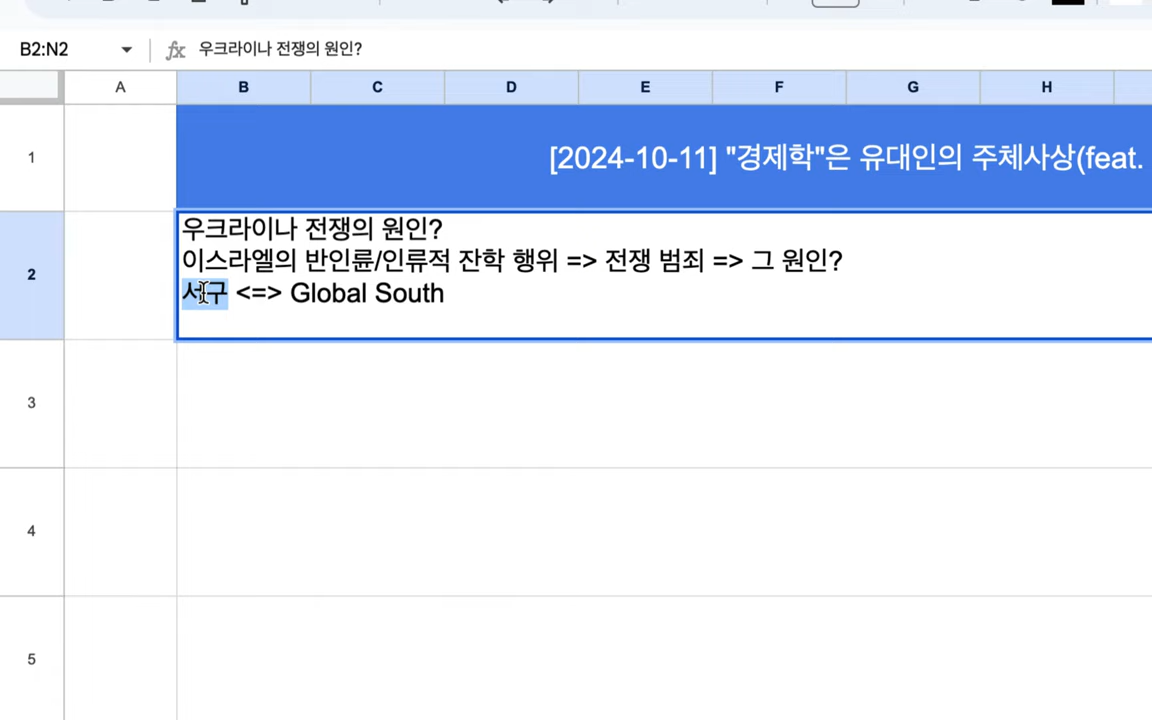 B2:N2
fx 우크라이나 전쟁의 원인?
A B C D E F G H
1 [2024-10-11] "경제학"은 유대인의 주체사상(feat.
2
우크라이나 전쟁의 원인?
이스라엘의 반인륜/인류적 잔학 행위 => 전쟁 범죄 => 그 원인?
서구 <=> Global South
3
4
5